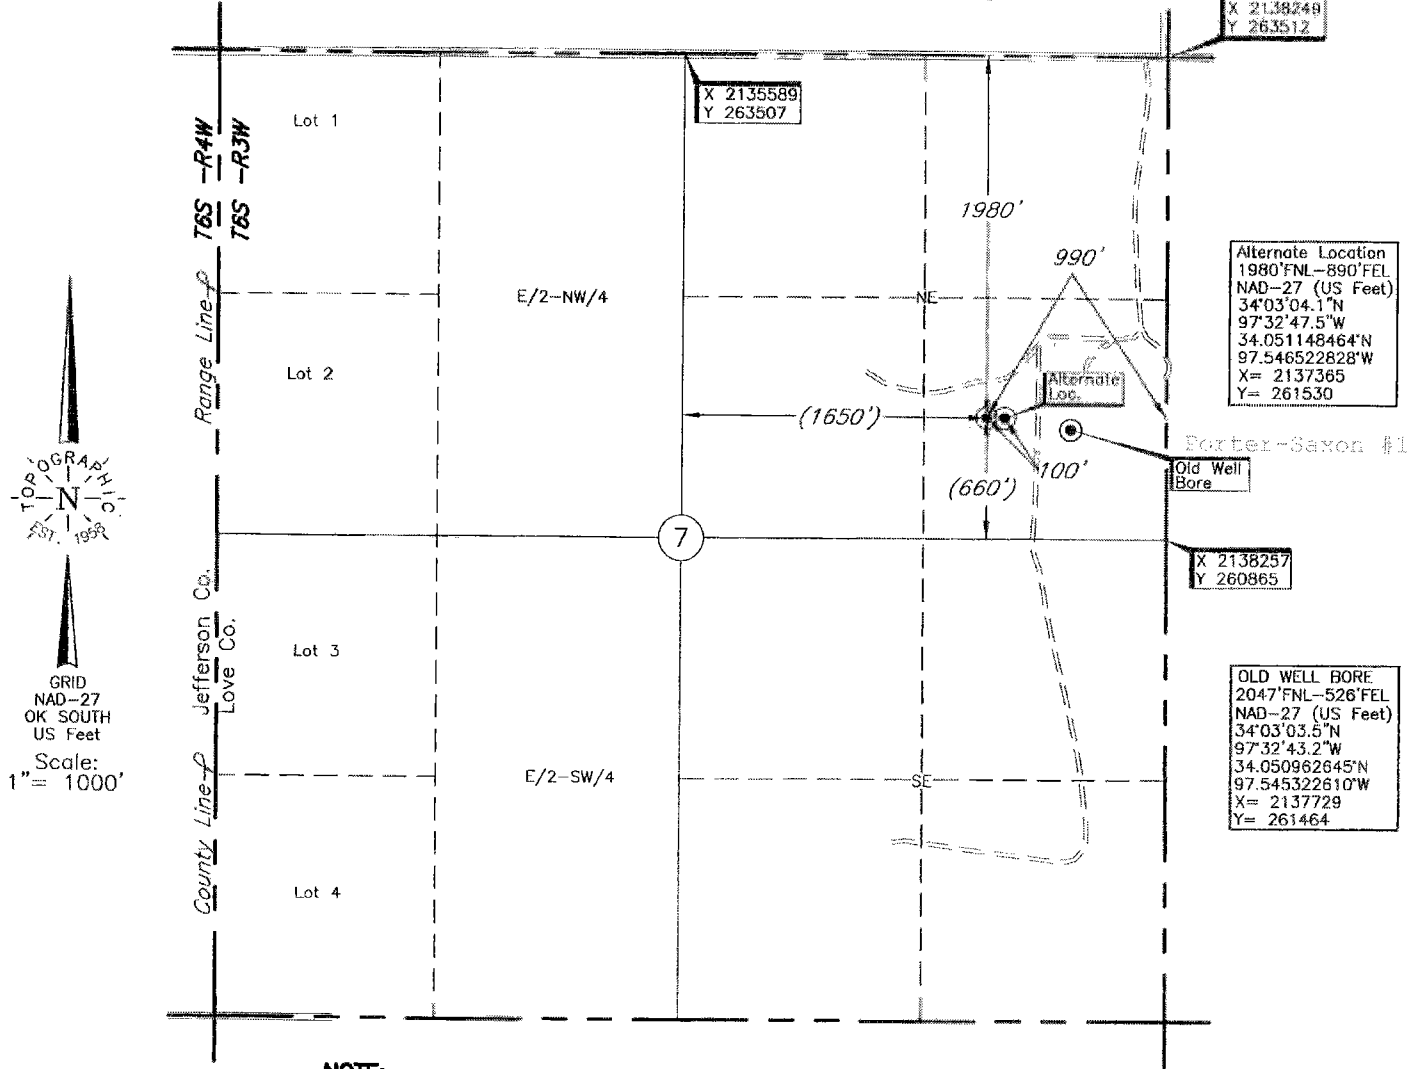 X 2138249
Y 263512
X 2135589
Y 263507
Lot 1
T6S -R4W
T6S -R3W
1980'
990'
Alternate Location
1980'FNL-890'FEL
NAD-27 (US Feet)
34°03'04.1"N
97°32'47.5"W
34.051148464°N
97.546522828°W
X= 2137365
Y= 261530
E/2-NW/4
NE
Range Line
Lot 2
Alternate
Loc.
(1650')
Porter-Saxon #1
Old Well
Bore
100'
(660')
TOPOGRAPHIC
N
EST. 1958
7
X 2138257
Y 260865
Jefferson Co.
Love Co.
Lot 3
GRID
NAD-27
OK SOUTH
US Feet
Scale:
1"= 1000'
OLD WELL BORE
2047'FNL-526'FEL
NAD-27 (US Feet)
34°03'03.5"N
97°32'43.2"W
34.050962645°N
97.545322610°W
X= 2137729
Y= 261464
E/2-SW/4
SE
County Line
Lot 4
NOTE: